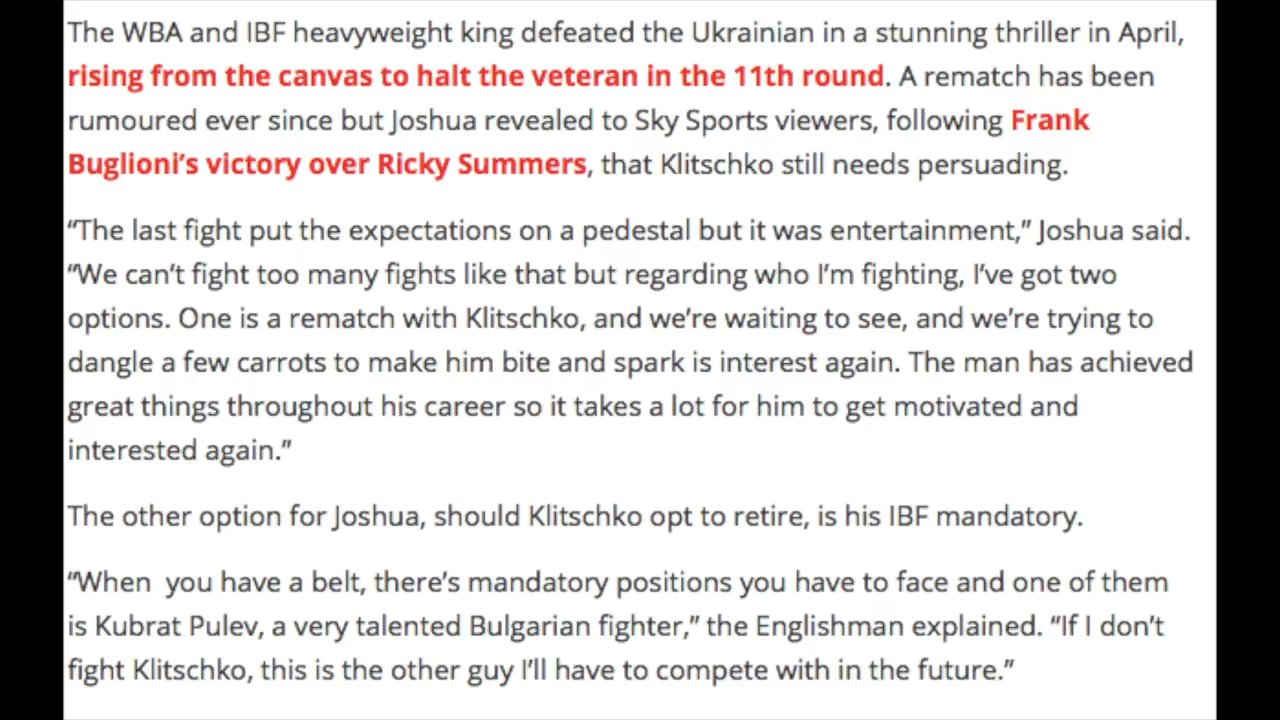 The WBA and IBF heavyweight king defeated the Ukrainian in a stunning thriller in April,
rising from the canvas to halt the veteran in the 11th round. A rematch has been
rumoured ever since but Joshua revealed to Sky Sports viewers, following Frank
Buglioni’s victory over Ricky Summers, that Klitschko still needs persuading.
“The last fight put the expectations on a pedestal but it was entertainment,” Joshua said.
“We can’t fight too many fights like that but regarding who I’m fighting, I’ve got two
options. One is a rematch with Klitschko, and we’re waiting to see, and we’re trying to
dangle a few carrots to make him bite and spark is interest again. The man has achieved
great things throughout his career so it takes a lot for him to get motivated and
interested again.”
The other option for Joshua, should Klitschko opt to retire, is his IBF mandatory.
“When  you have a belt, there’s mandatory positions you have to face and one of them
is Kubrat Pulev, a very talented Bulgarian fighter,” the Englishman explained. “If I don’t
fight Klitschko, this is the other guy I’ll have to compete with in the future.”